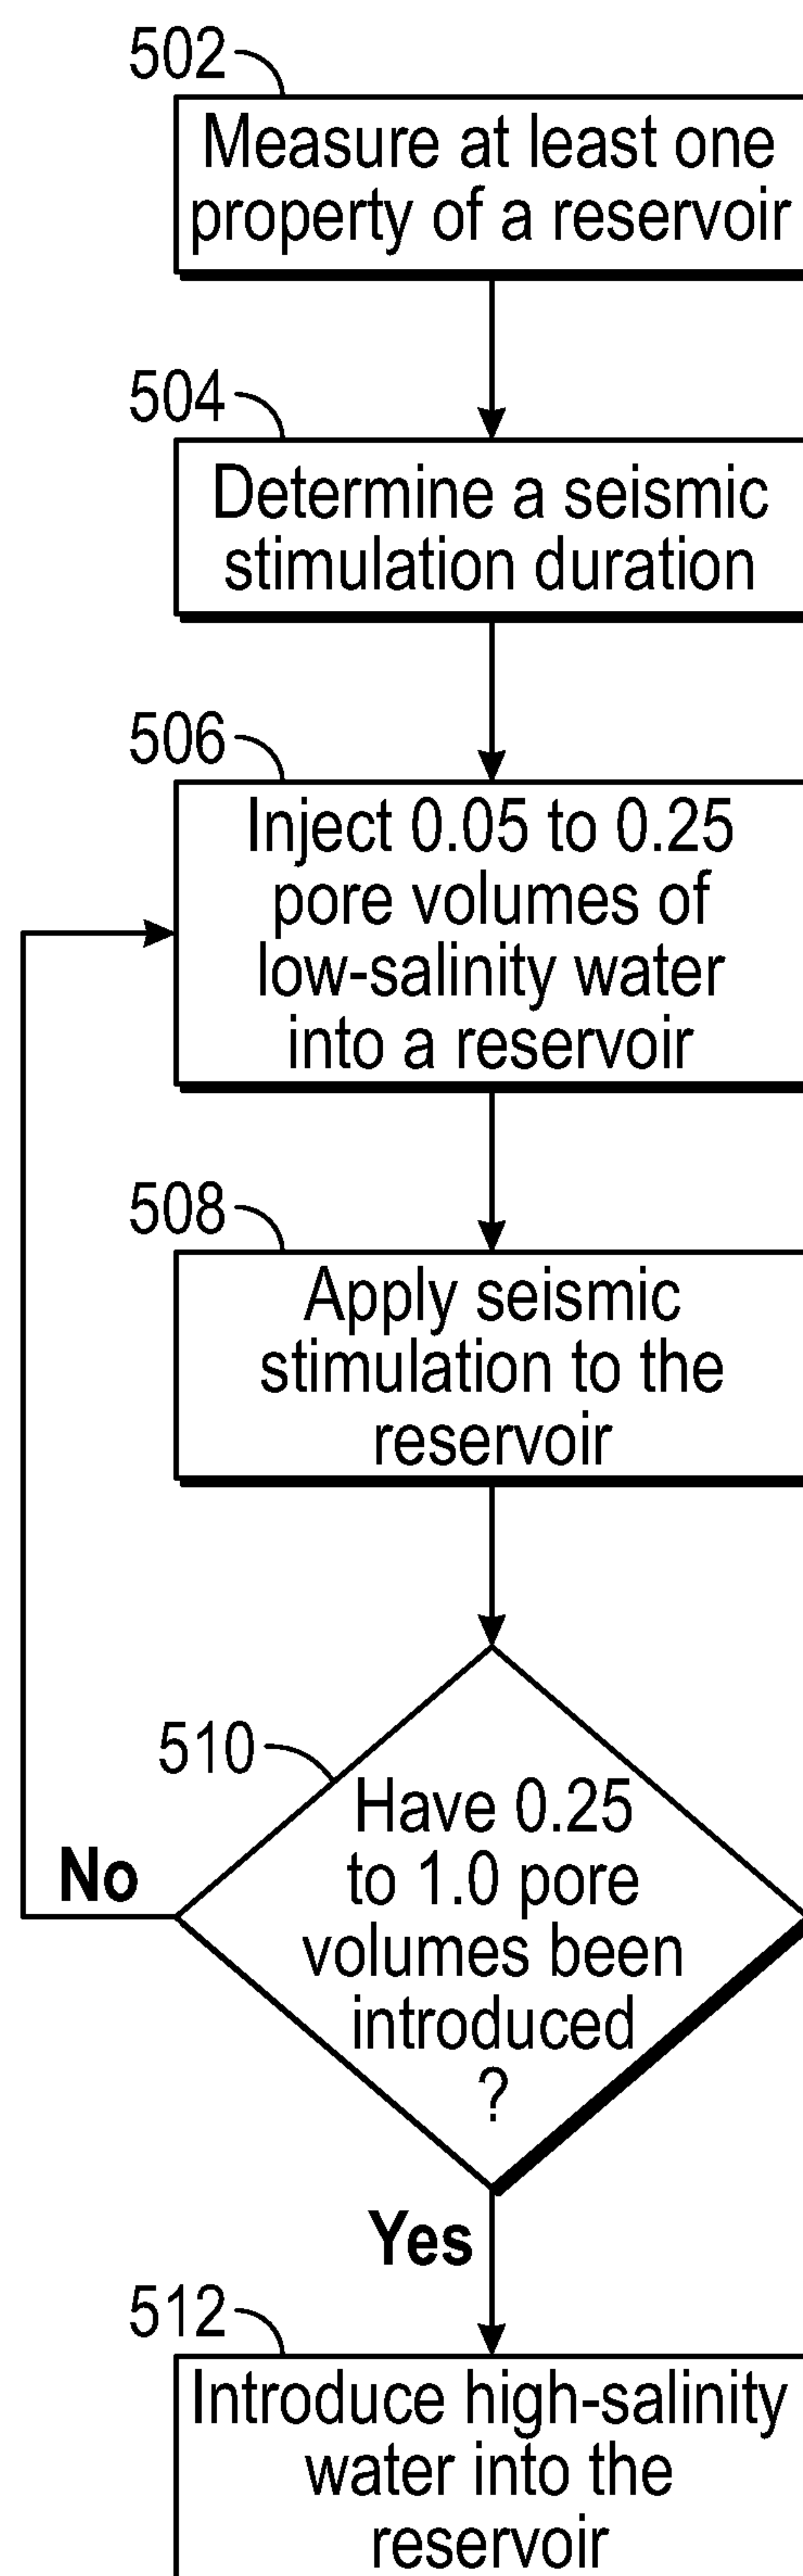 502
Measure at least one
property of a reservoir
504
Determine a seismic
stimulation duration
506
Inject 0.05 to 0.25
pore volumes of
low-salinity water
into a reservoir
508
Apply seismic
stimulation to the
reservoir
510
Have 0.25
to 1.0 pore
volumes been
introduced
?
No
Yes
512
Introduce high-salinity
water into the
reservoir